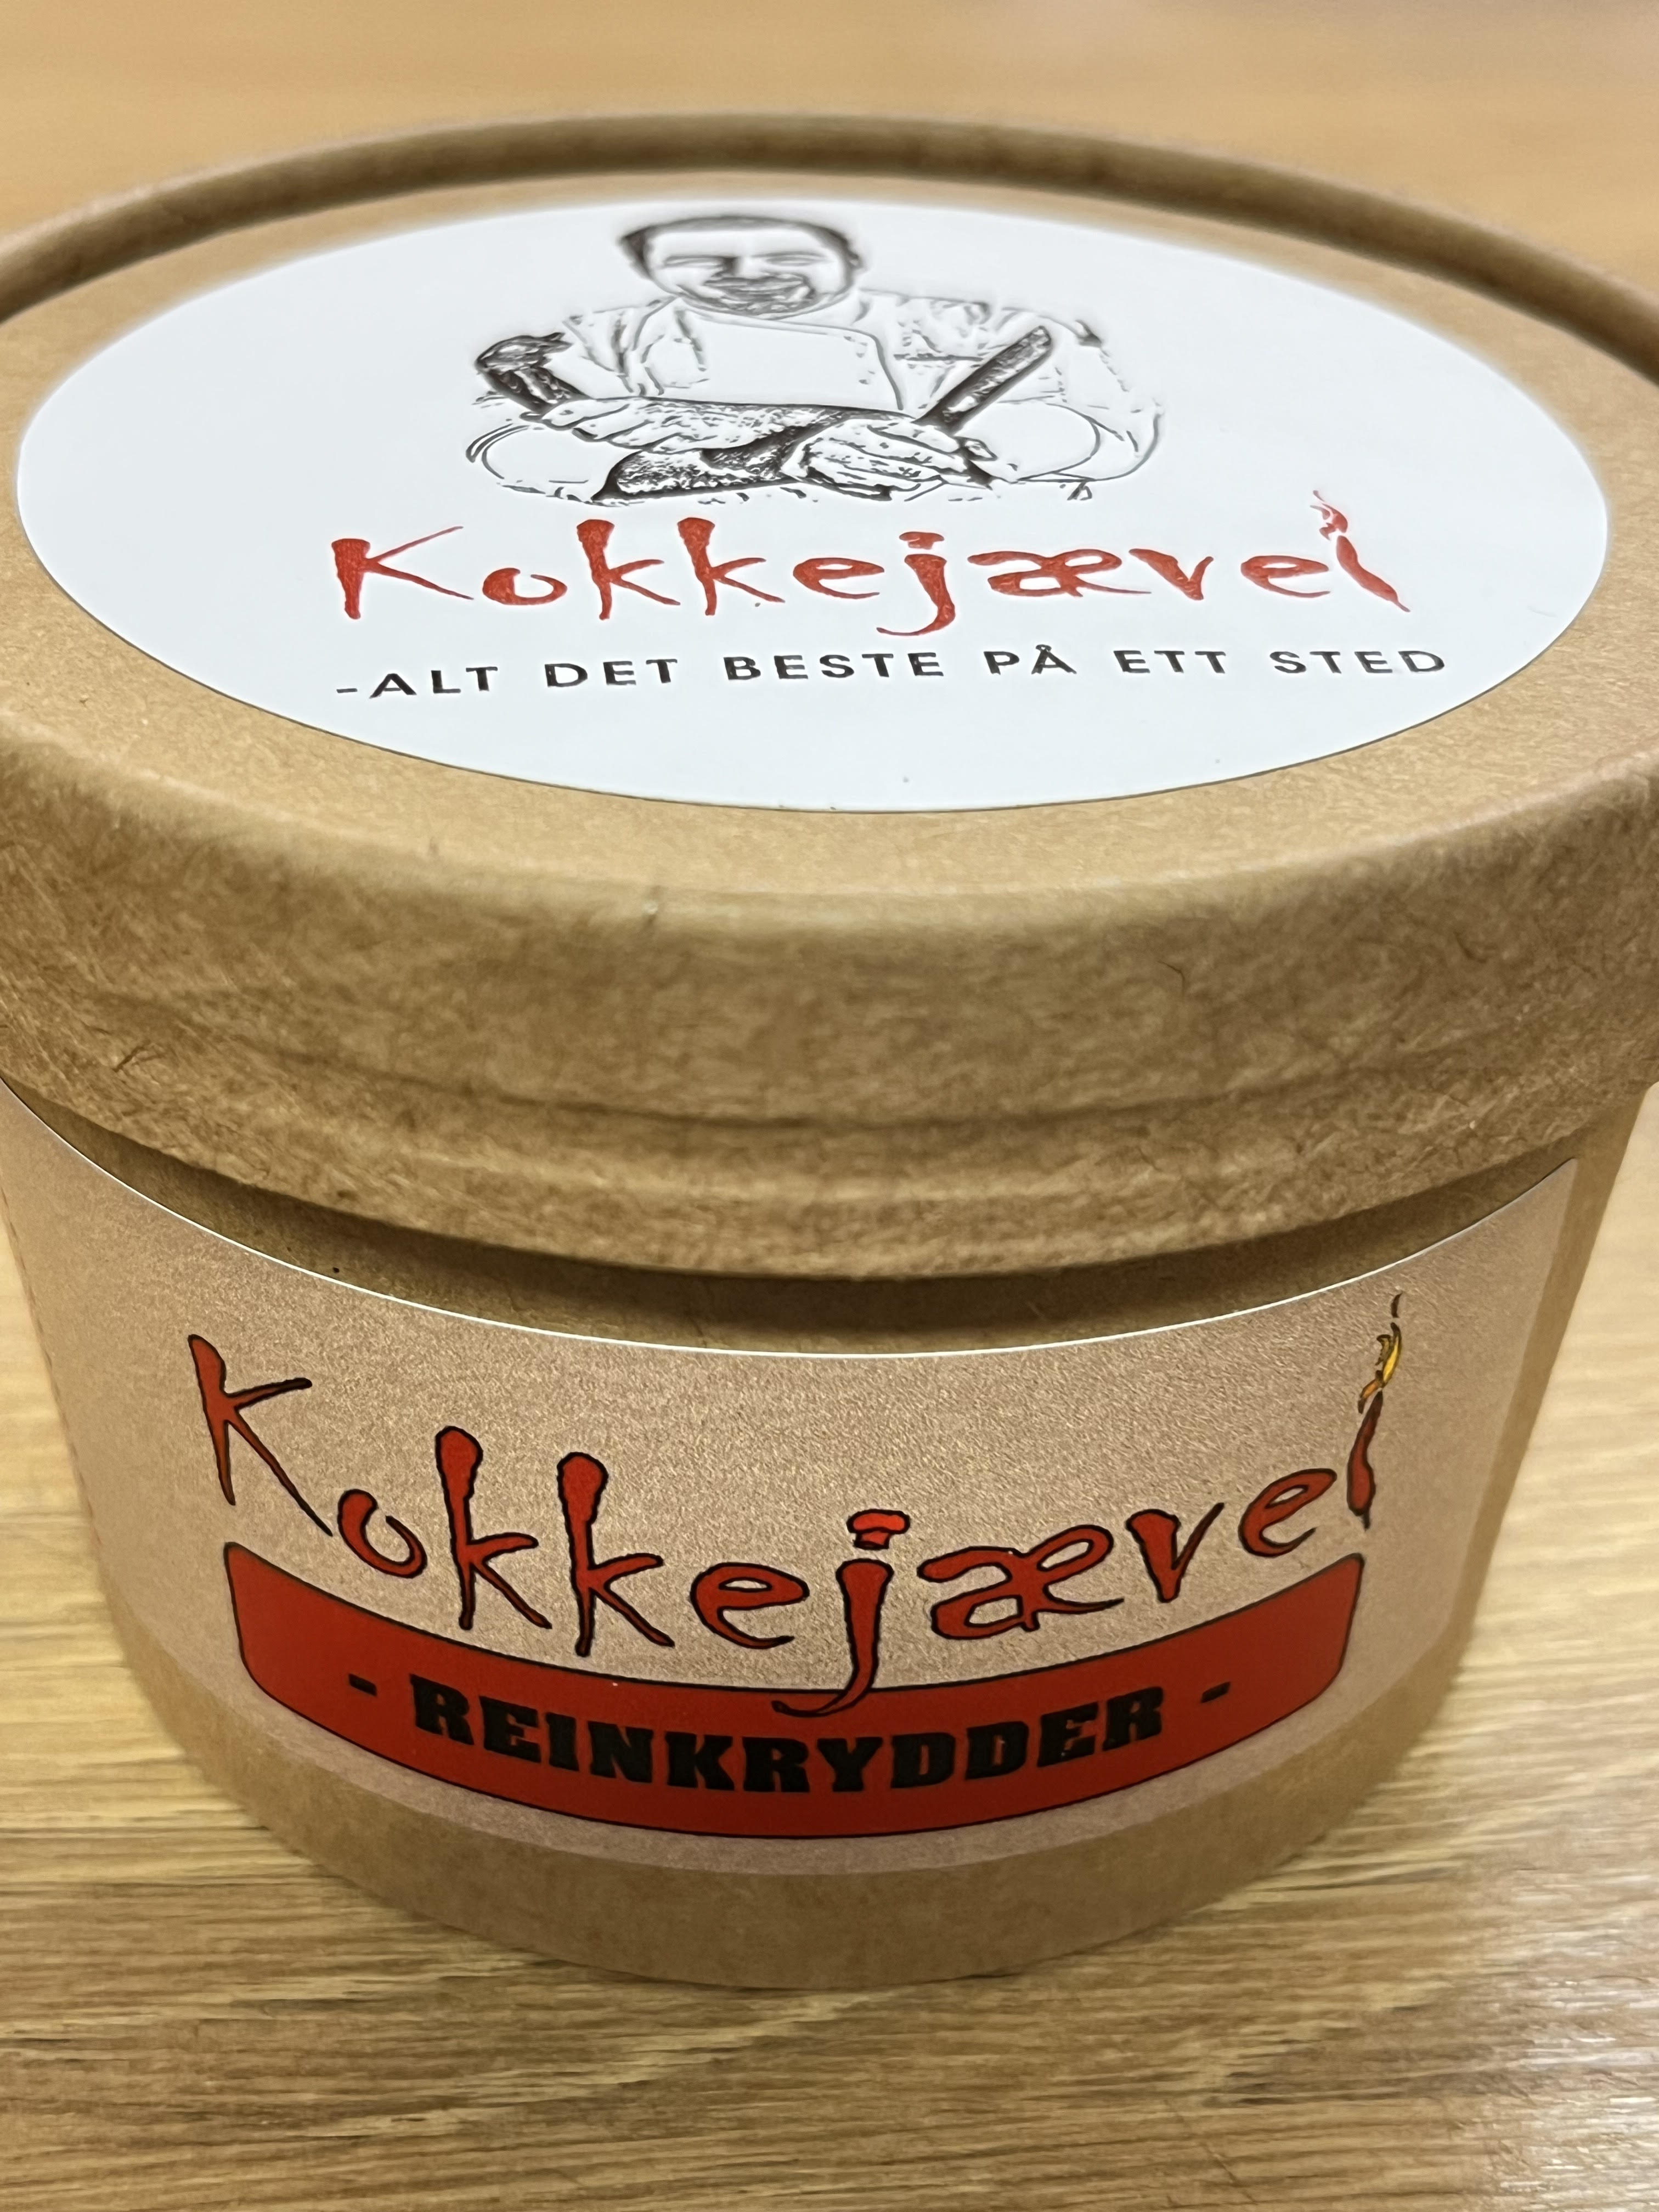 Kokkejævel
-ALT DET BESTE PÅ ETT STED
Kokkejævel
- REINKRYDDER -